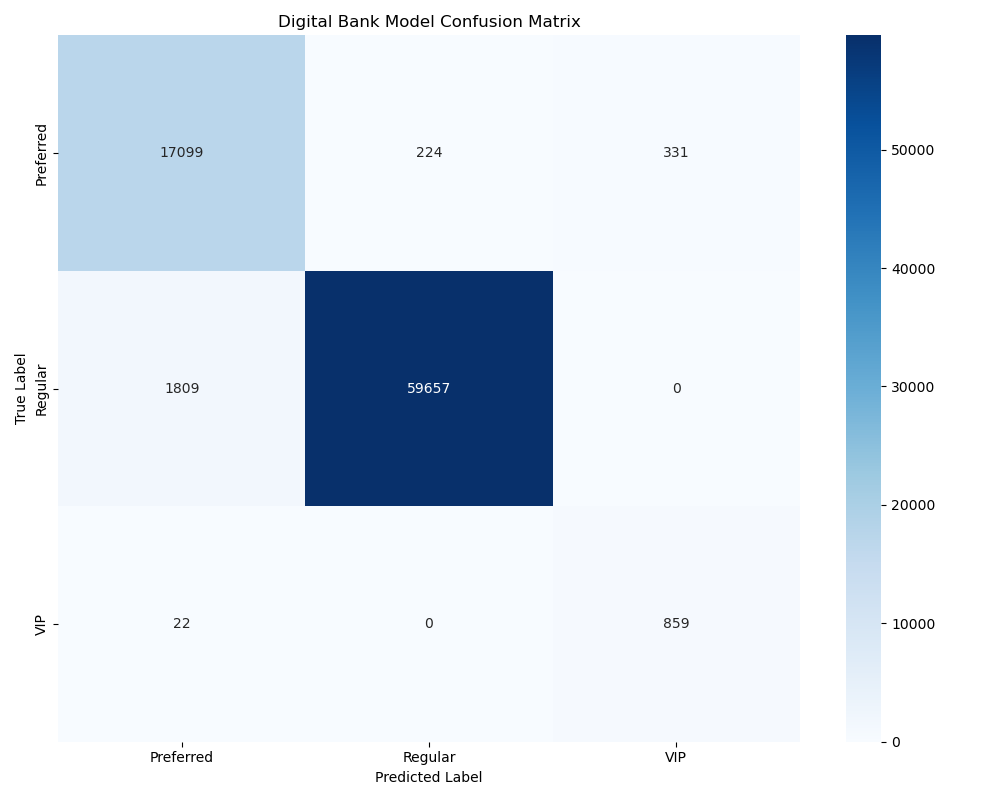 Digital Bank Model Confusion Matrix
True Label
Preferred
17099 224 331
Regular
1809 59657 0
VIP
22 0 859
Preferred Regular VIP
Predicted Label
50000
40000
30000
20000
10000
0